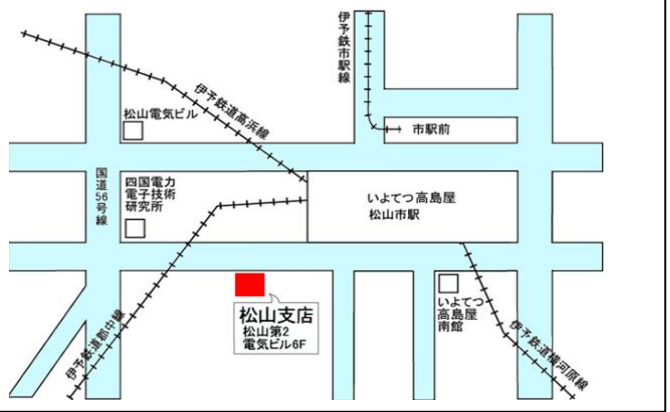 伊予鉄市駅線
伊予鉄道高浜線
松山電気ビル
市駅前
国道56号線
四国電力
電子技術
研究所
いよてつ高島屋
松山市駅
松山支店
松山第2
電気ビル6F
いよてつ
高島屋
南館
伊予鉄道郡中線
伊予鉄道横河原線